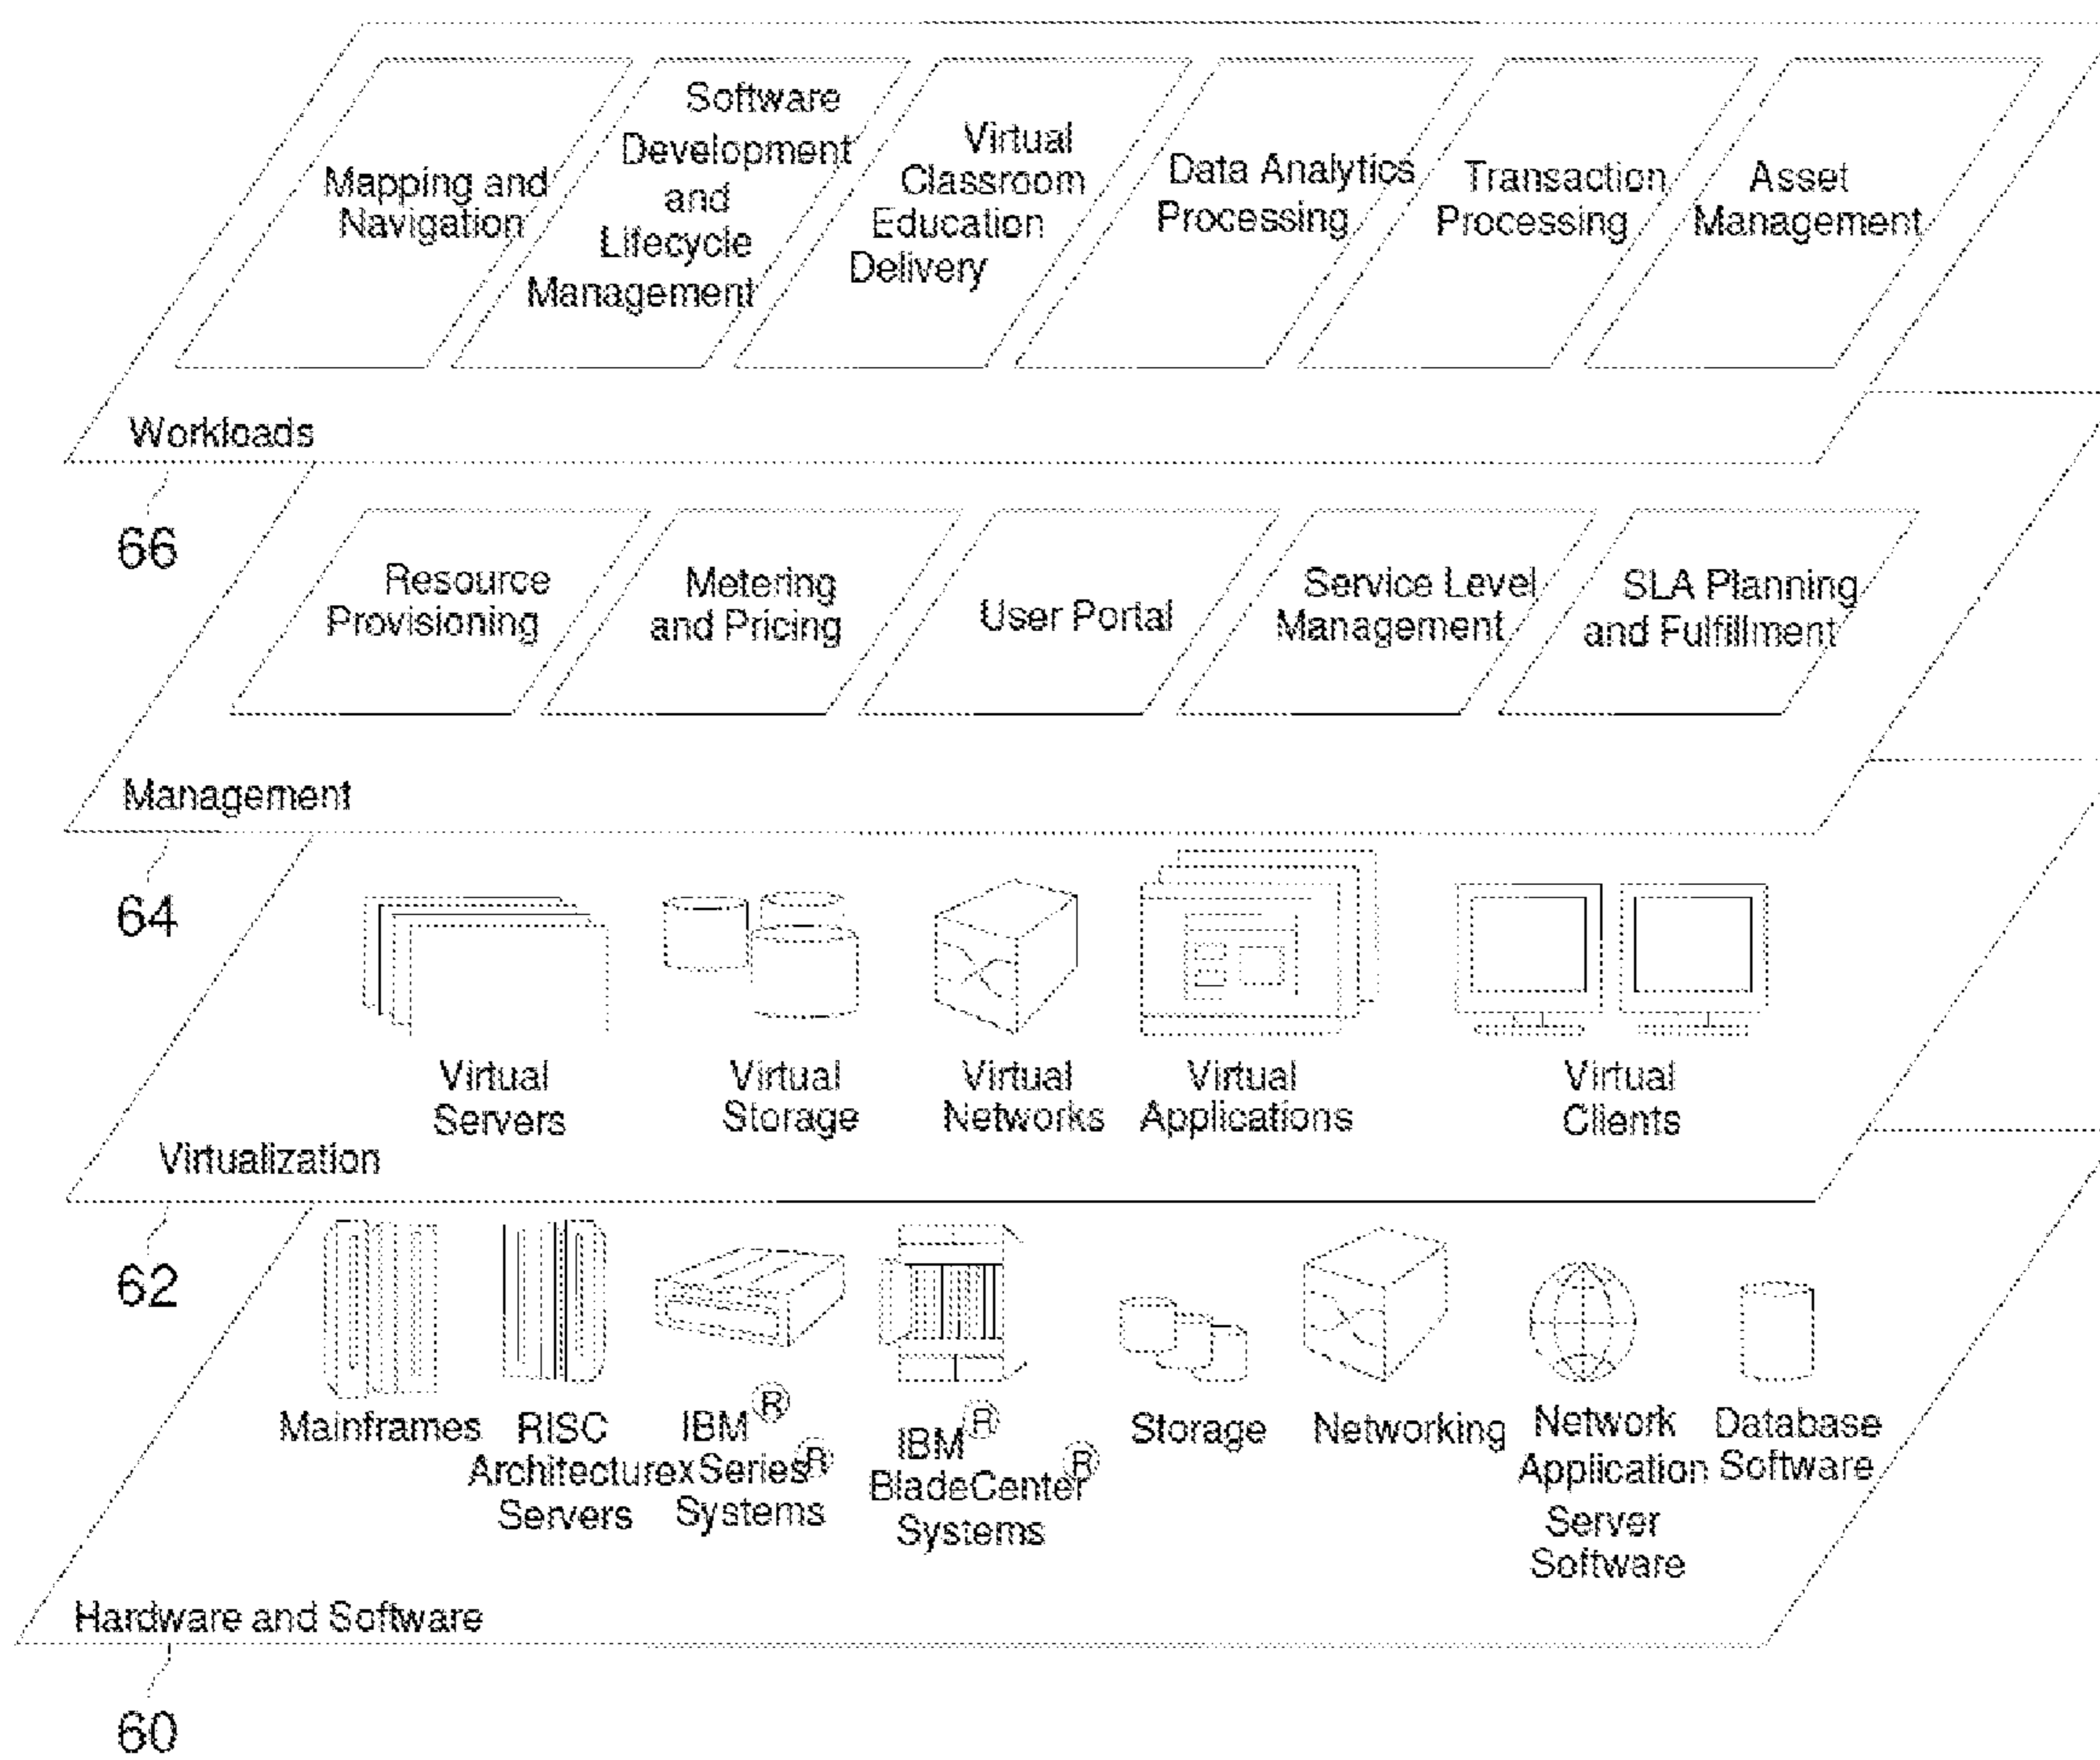 Mapping and
Navigation
Software
Development
and
Lifecycle
Management
Virtual
Classroom
Education
Delivery
Data Analytics
Processing
Transaction
Processing
Asset
Management
Workloads
66
Resource
Provisioning
Metering
and Pricing
User Portal
Service Level
Management
SLA Planning
and Fulfillment
Management
64
Virtual
Servers
Virtual
Storage
Virtual
Networks
Virtual
Applications
Virtual
Clients
Virtualization
62
Mainframes
RISC
Architecture
Servers
IBM®
xSeries®
Systems
IBM®
BladeCenter®
Systems
Storage
Networking
Network
Application
Server
Software
Database
Software
Hardware and Software
60